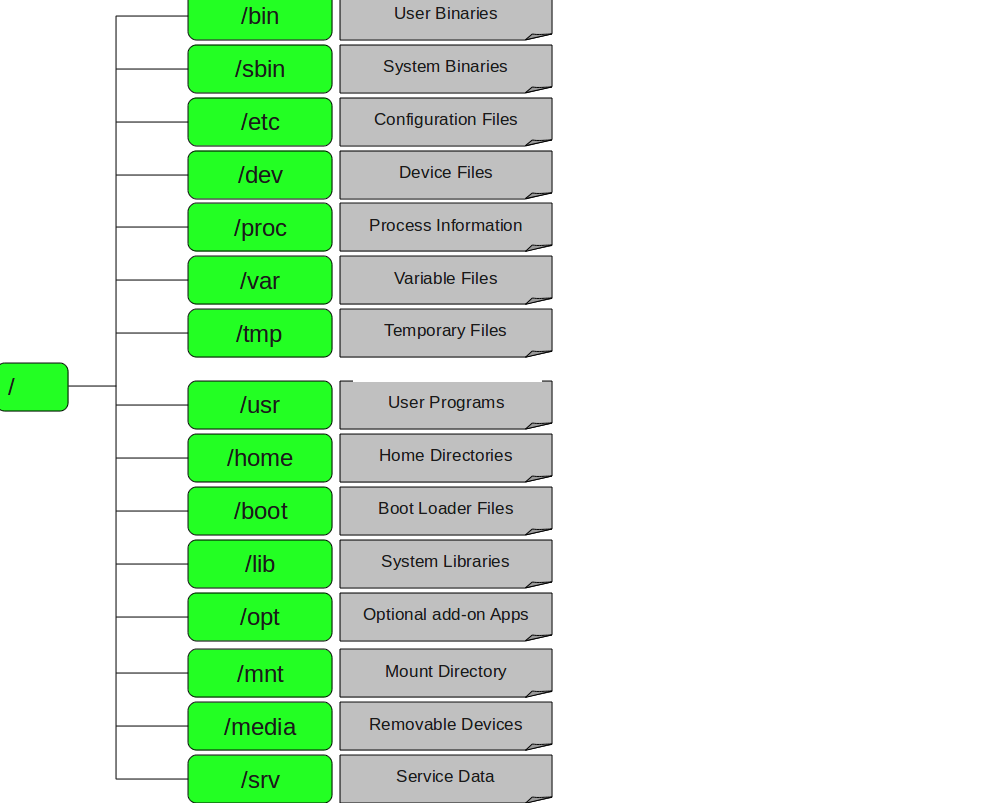 /bin
User Binaries
/sbin
System Binaries
/etc
Configuration Files
/dev
Device Files
/proc
Process Information
/var
Variable Files
/tmp
Temporary Files
/
/usr
User Programs
/home
Home Directories
/boot
Boot Loader Files
/lib
System Libraries
/opt
Optional add-on Apps
/mnt
Mount Directory
/media
Removable Devices
/srv
Service Data